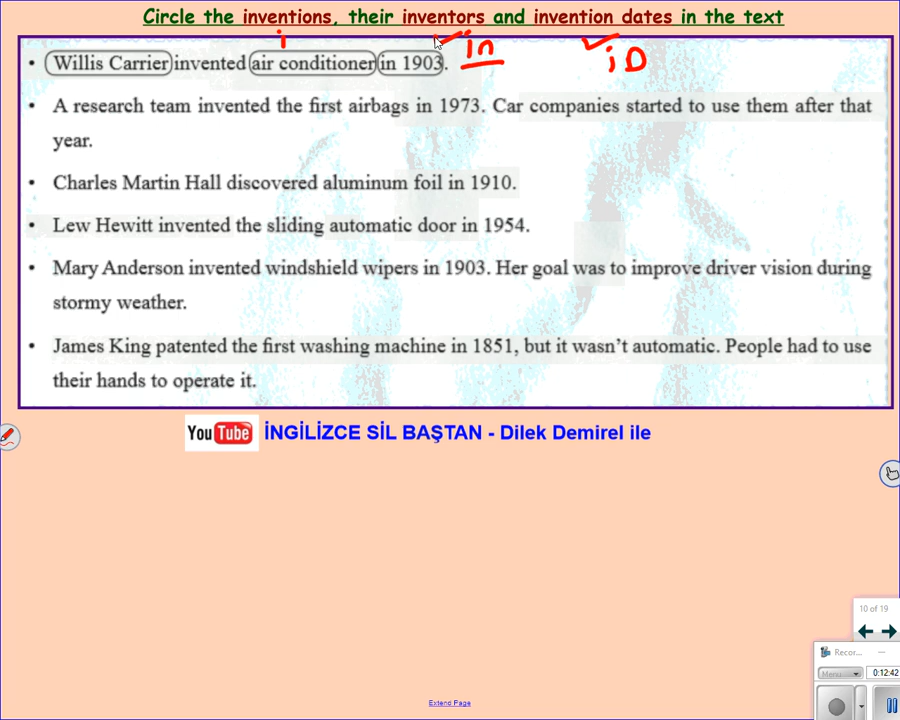 Circle the inventions, their inventors and invention dates in the text
i
in
iD
• Willis Carrier invented air conditioner in 1903.
• A research team invented the first airbags in 1973. Car companies started to use them after that
year.
• Charles Martin Hall discovered aluminum foil in 1910.
• Lew Hewitt invented the sliding automatic door in 1954.
• Mary Anderson invented windshield wipers in 1903. Her goal was to improve driver vision during
stormy weather.
• James King patented the first washing machine in 1851, but it wasn't automatic. People had to use
their hands to operate it.
YouTube İNGİLİZCE SİL BAŞTAN - Dilek Demirel ile
10 of 19
Recor...
Menu... 0:12:42
Extend Page